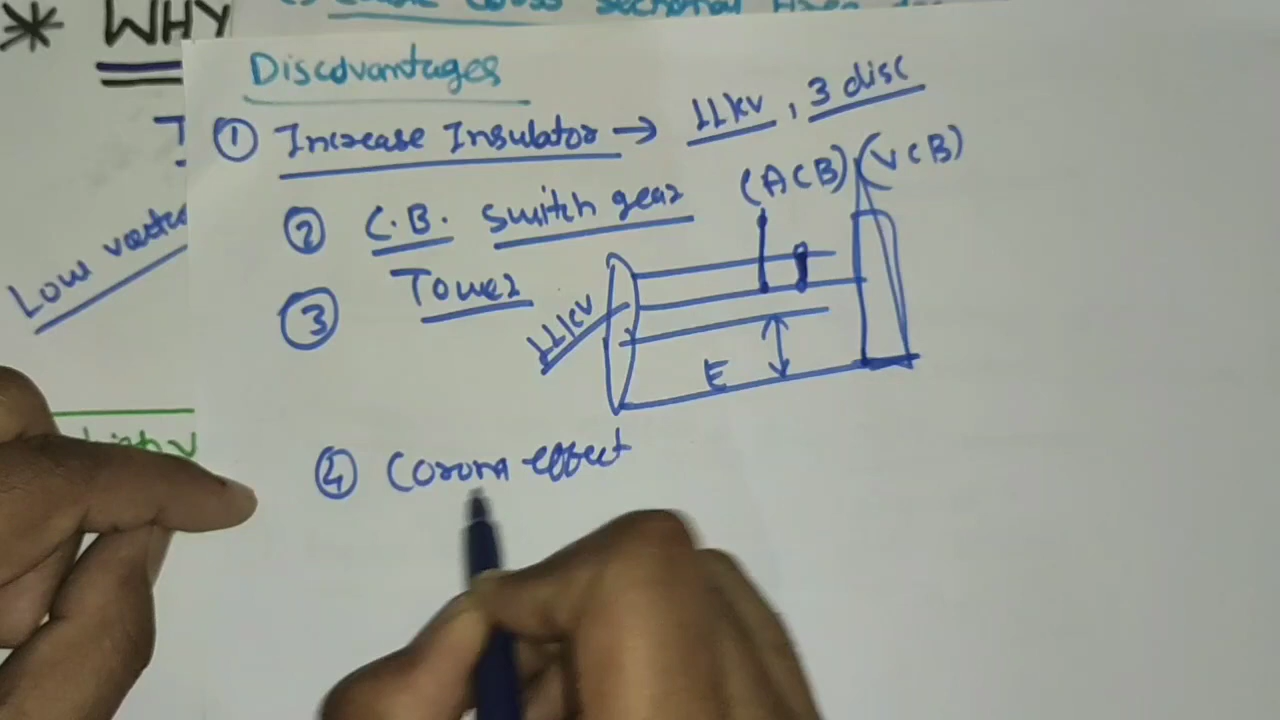 * WHY
Disadvantages
① Increase Insulator → 11kv, 3 disc
(ACB) (VCB)
② C.B. Switch gear
③ Tower
11kv
E
Low
④ Corona effect